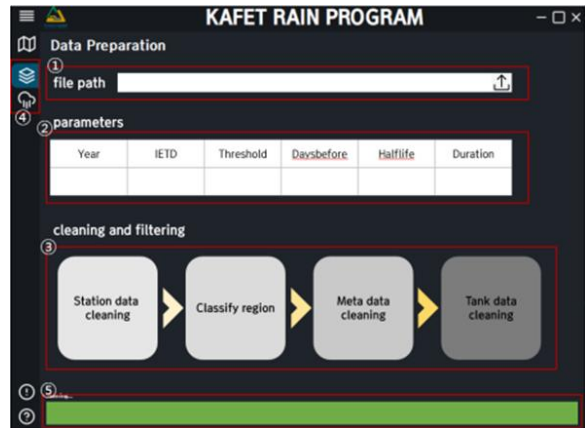 KAFET RAIN PROGRAM
Data Preparation
①
file path
④
②
parameters
Year IETD Threshold Daysbefore Halflife Duration
cleaning and filtering
③
Station data cleaning
Classify region
Meta data cleaning
Tank data cleaning
⑤